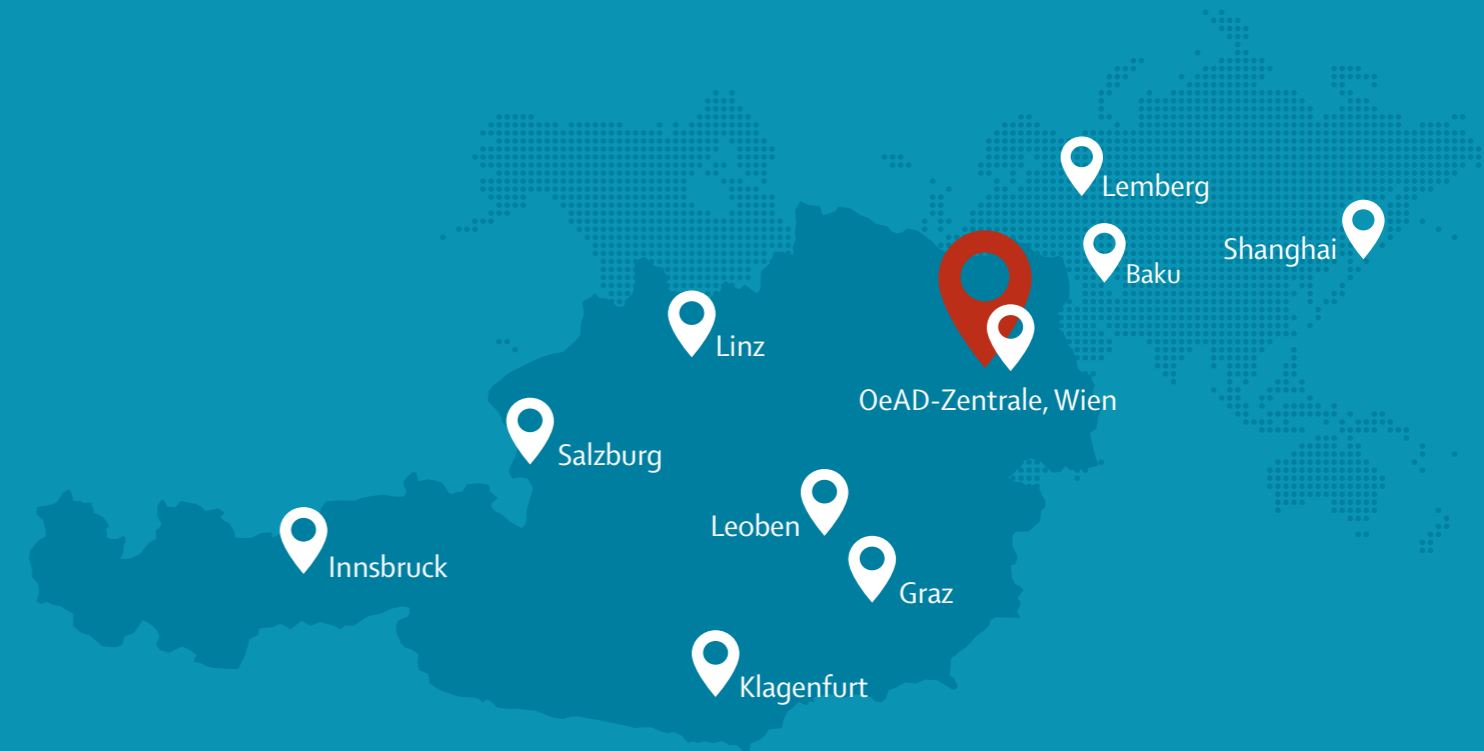 Lemberg
Shanghai
Baku
Linz
OeAD-Zentrale, Wien
Salzburg
Leoben
Innsbruck
Graz
Klagenfurt